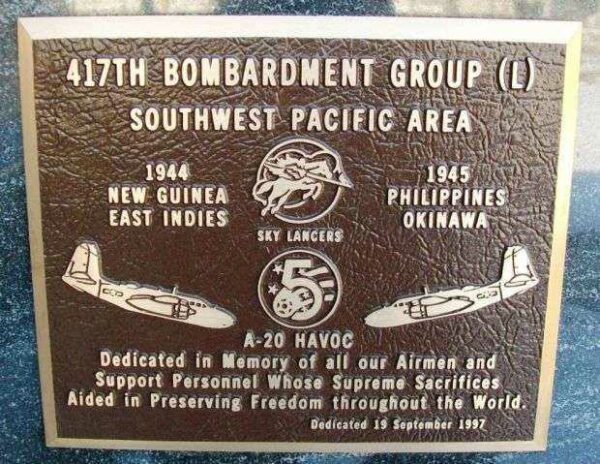 417TH BOMBARDMENT GROUP (L)
SOUTHWEST PACIFIC AREA
1944
NEW GUINEA
EAST INDIES
SKY LANCERS
1945
PHILIPPINES
OKINAWA
5
A-20 HAVOC
Dedicated in Memory of all our Airmen and
Support Personnel Whose Supreme Sacrifices
Aided in Preserving Freedom throughout the World.
Dedicated 19 September 1997